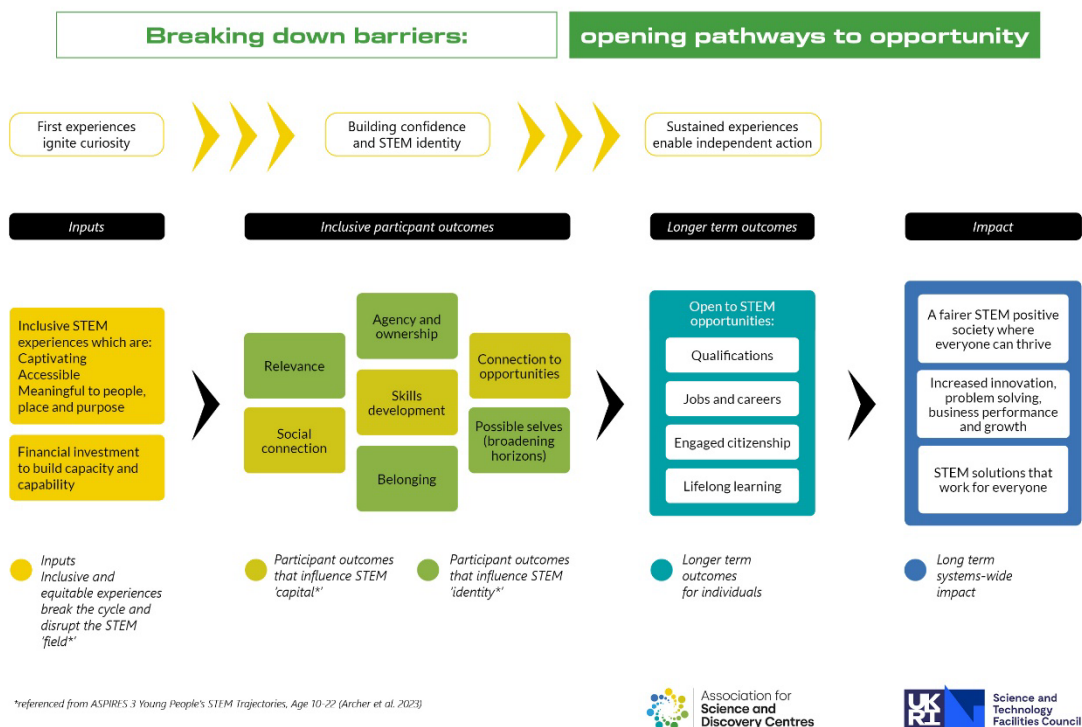 Breaking down barriers:
opening pathways to opportunity
First experiences
ignite curiosity
Building confidence
and STEM identity
Sustained experiences
enable independent action
Inputs
Inclusive particpant outcomes
Longer term outcomes
Impact
Inclusive STEM
experiences which are:
Captivating
Accessible
Meaningful to people,
place and purpose
Financial investment
to build capacity and
capability
Relevance
Social
connection
Agency and
ownership
Skills
development
Belonging
Connection to
opportunities
Possible selves
(broadening
horizons)
Open to STEM
opportunities:
Qualifications
Jobs and careers
Engaged citizenship
Lifelong learning
A fairer STEM positive
society where
everyone can thrive
Increased innovation,
problem solving,
business performance
and growth
STEM solutions that
work for everyone
Inputs
Inclusive and
equitable experiences
break the cycle and
disrupt the STEM
'field*'
Participant outcomes
that influence STEM
'capital*'
Participant outcomes
that influence STEM
'identity*'
Longer term
outcomes
for individuals
Long term
systems-wide
impact
*referenced from ASPIRES 3 Young People's STEM Trajectories, Age 10-22 (Archer et al. 2023)
Association for
Science and
Discovery Centres
UK
RI
Science and
Technology
Facilities Council